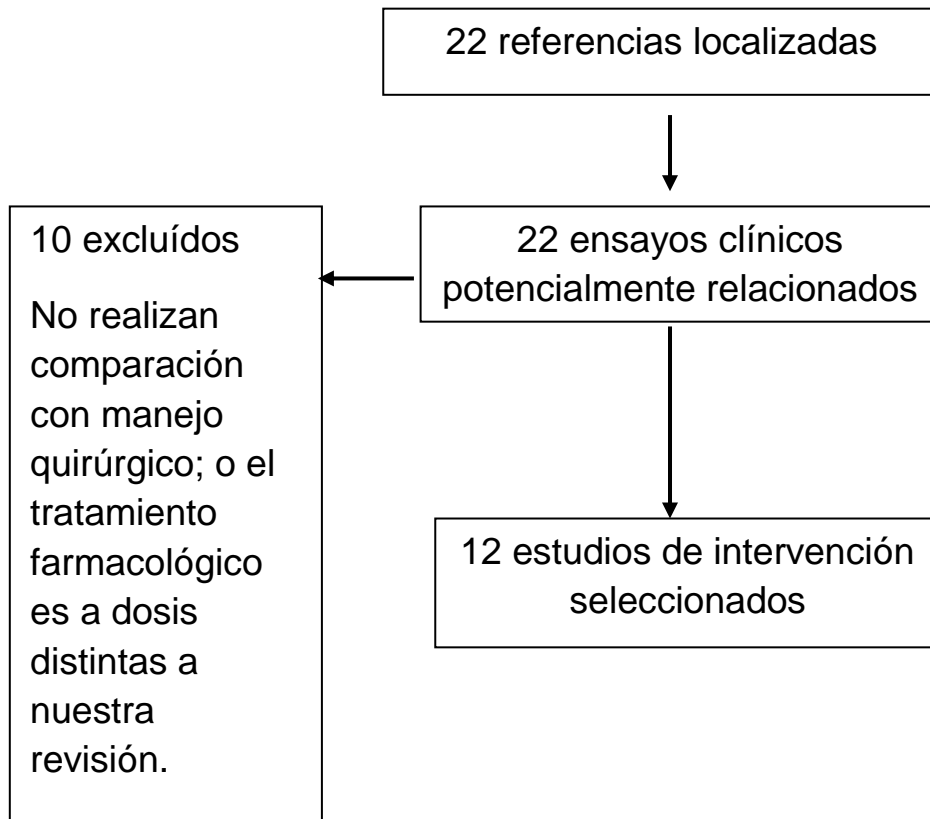 22 referencias localizadas
22 ensayos clínicos
potencialmente relacionados
10 excluídos
No realizan
comparación
con manejo
quirúrgico; o el
tratamiento
farmacológico
es a dosis
distintas a
nuestra
revisión.
12 estudios de intervención
seleccionados